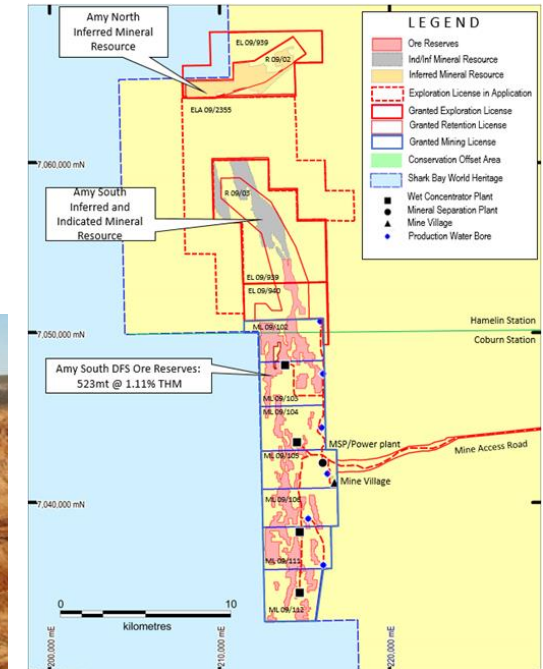 Amy North
Inferred Mineral
Resource
EL 09/939
R 09/02
ELA 09/2355
7,060,000 mN
R 09/03
Amy South
Inferred and
Indicated Mineral
Resource
EL 09/939
EL 09/940
7,050,000 mN
ML 09/102
Hamelin Station
Coburn Station
Amy South DFS Ore Reserves:
523mt @ 1.11% THM
ML 09/103
ML 09/104
MSP/Power plant
ML 09/105
Mine Access Road
Mine Village
7,040,000 mN
ML 09/106
ML 09/111
ML 09/112
0
10
kilometres
200,000 mE
210,000 mE
220,000 mE
LEGEND
Ore Reserves
Ind/Inf Mineral Resource
Inferred Mineral Resource
Exploration License in Application
Granted Exploration License
Granted Retention License
Granted Mining License
Conservation Offset Area
Shark Bay World Heritage
Wet Concentrator Plant
Mineral Separation Plant
Mine Village
Production Water Bore